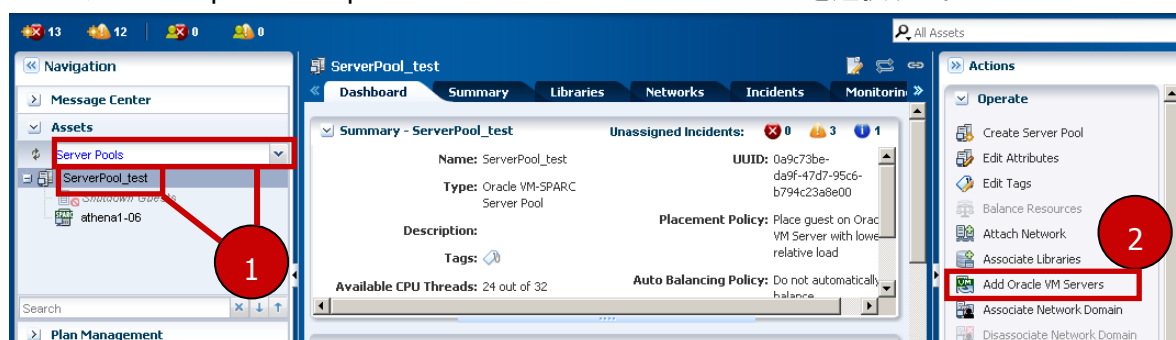 13 12 0 0
All Assets
Navigation
Message Center
Assets
Server Pools
ServerPool_test
Shutdown Guests
athena1-06
1
Search
Plan Management
ServerPool_test
Dashboard Summary Libraries Networks Incidents Monitorin
Summary - ServerPool_test Unassigned Incidents: 0 3 1
Name: ServerPool_test
Type: Oracle VM-SPARC
Server Pool
Description:
Tags:
Available CPU Threads: 24 out of 32
UUID: 0a9c73be-
da9f-47d7-95c6-
b794c23a8e00
Placement Policy: Place guest on Orac
VM Server with lowe
relative load
Auto Balancing Policy: Do not automatically
balance
Actions
Operate
Create Server Pool
Edit Attributes
Edit Tags
Balance Resources
Attach Network
Associate Libraries
2
Add Oracle VM Servers
Associate Network Domain
Disassociate Network Domain